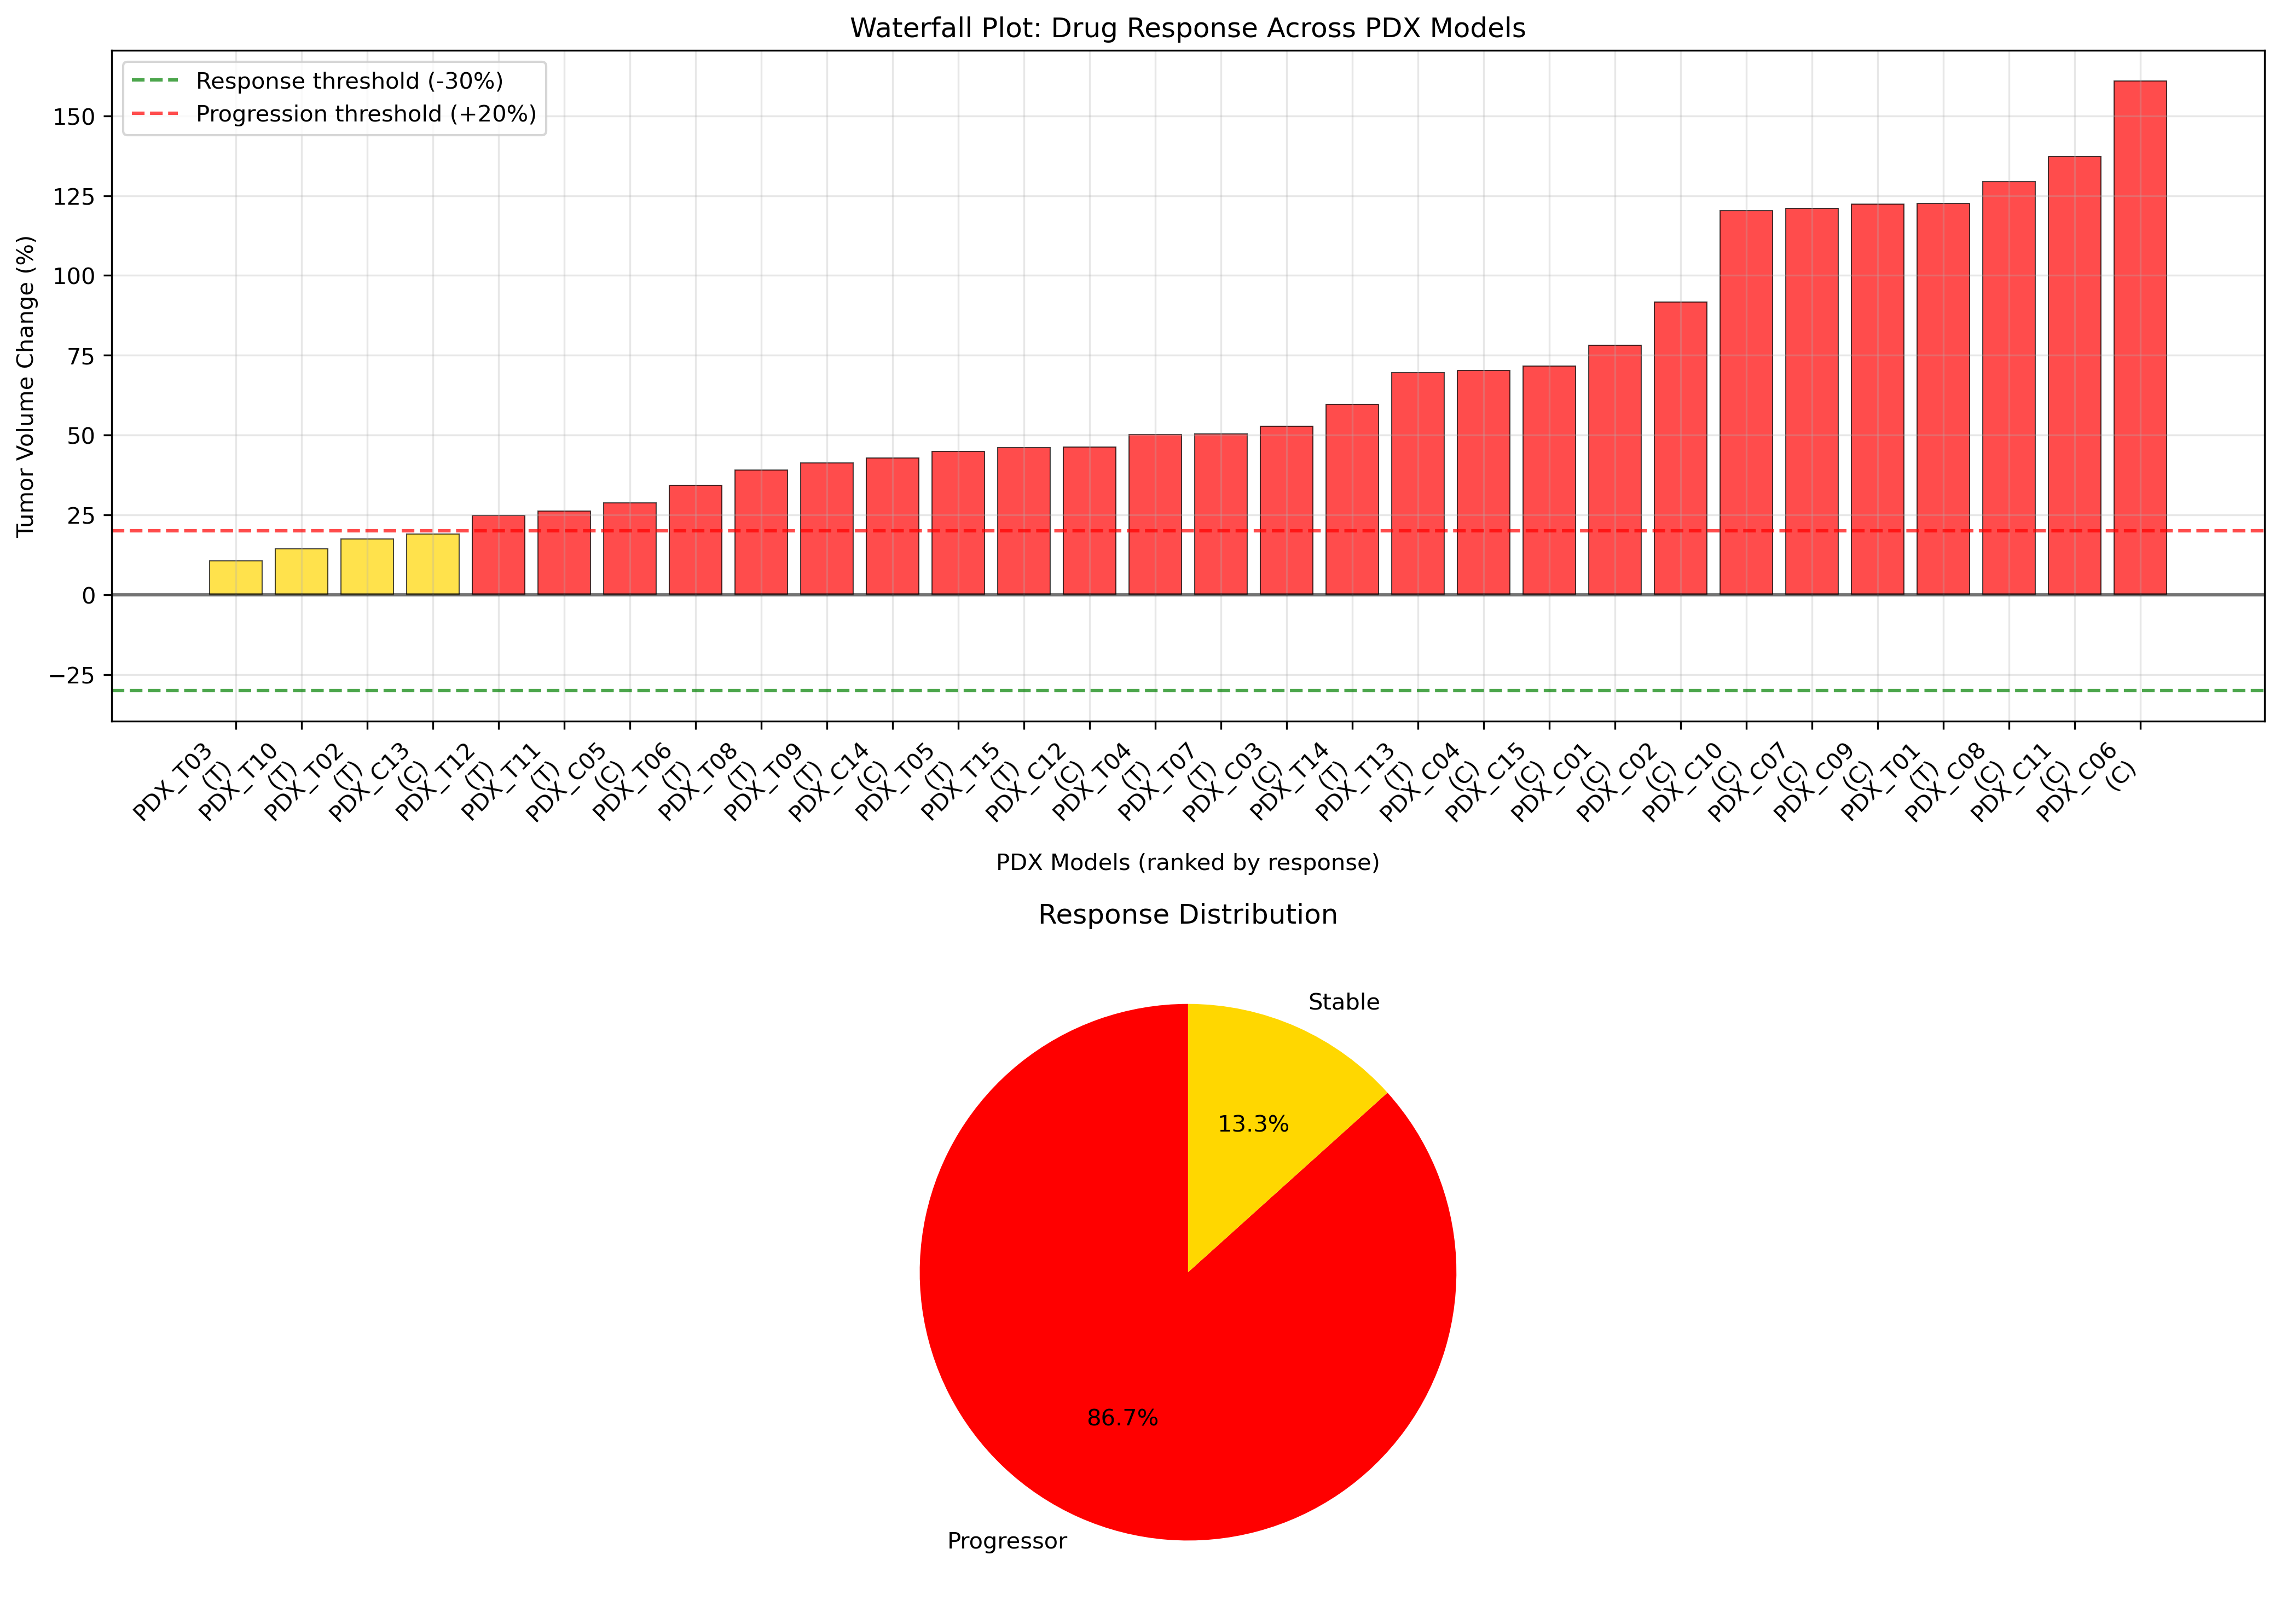 Waterfall Plot: Drug Response Across PDX Models
Response threshold (-30%)
Progression threshold (+20%)
Tumor Volume Change (%)
150
125
100
75
50
25
0
−25
PDX_T03
(T)
PDX_T10
(T)
PDX_T02
(T)
PDX_C13
(C)
PDX_T12
(T)
PDX_T11
(T)
PDX_C05
(C)
PDX_T06
(T)
PDX_T08
(T)
PDX_T09
(T)
PDX_C14
(C)
PDX_T05
(T)
PDX_T15
(T)
PDX_C12
(C)
PDX_T04
(T)
PDX_T07
(T)
PDX_C03
(C)
PDX_T14
(T)
PDX_T13
(T)
PDX_C04
(C)
PDX_C15
(C)
PDX_C01
(C)
PDX_C02
(C)
PDX_C10
(C)
PDX_C07
(C)
PDX_C09
(C)
PDX_T01
(T)
PDX_C08
(C)
PDX_C11
(C)
PDX_C06
(C)
PDX Models (ranked by response)
Response Distribution
Stable
13.3%
86.7%
Progressor